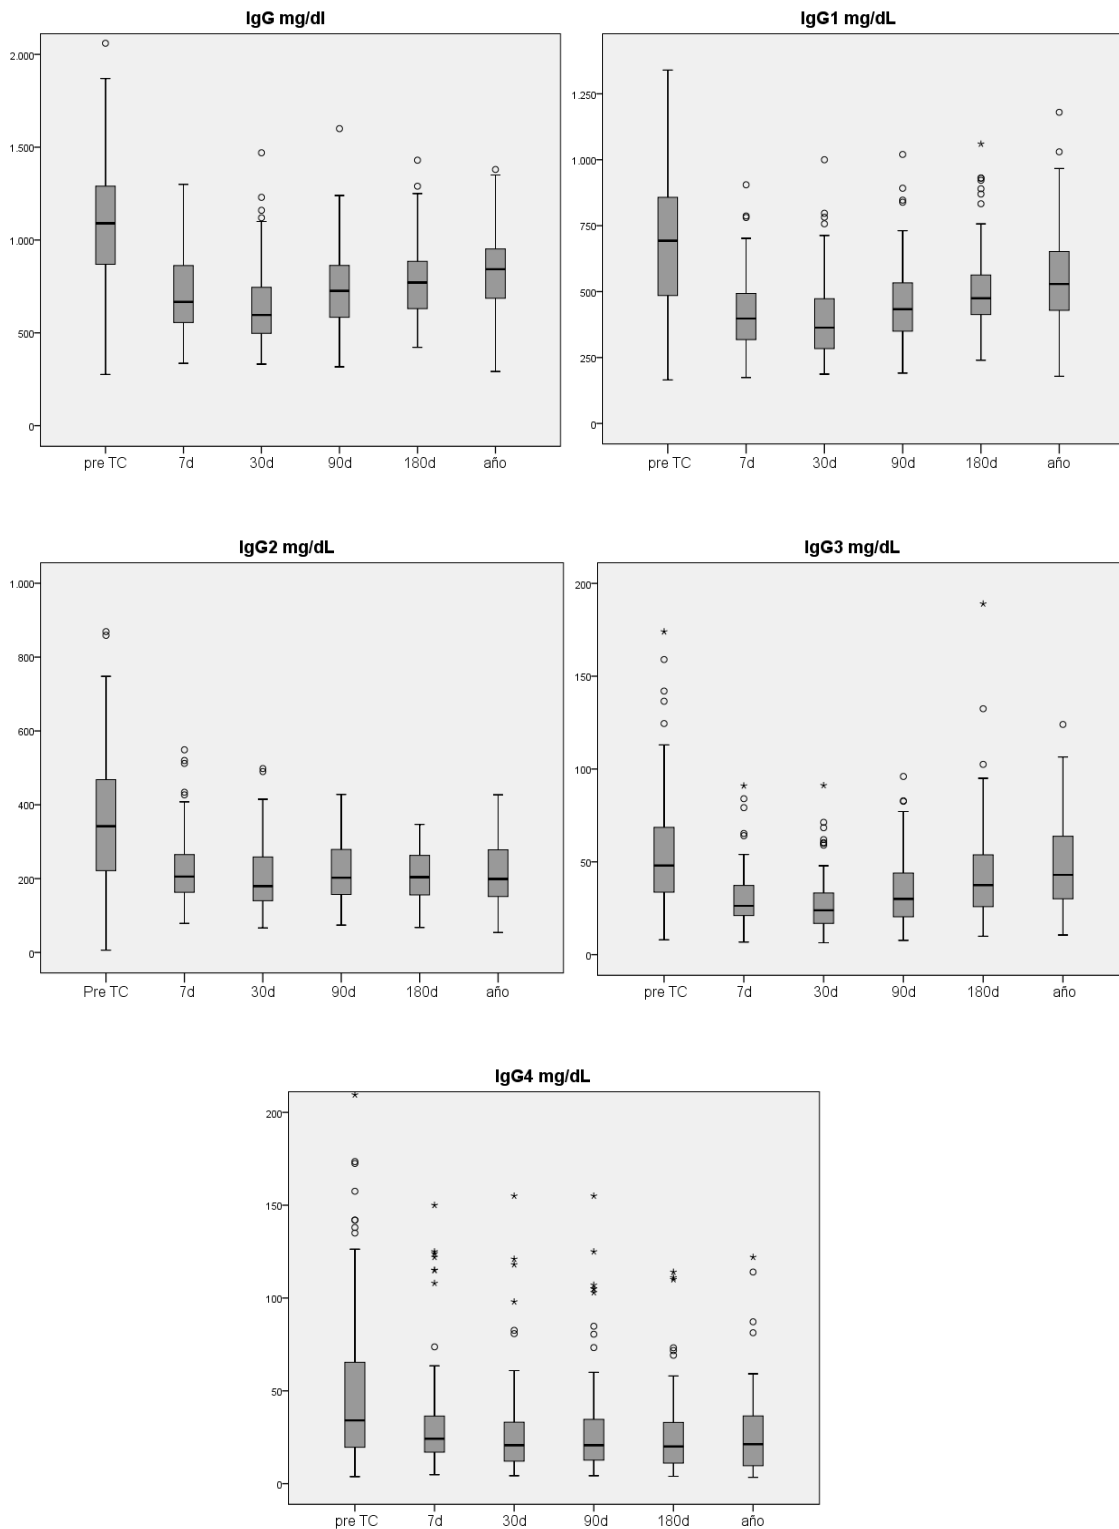 IgG mg/dl
2.000
1.500
1.000
500
0
pre TC 7d 30d 90d 180d año
IgG1 mg/dL
1.250
1.000
750
500
250
0
pre TC 7d 30d 90d 180d año
IgG2 mg/dL
1.000
800
600
400
200
0
Pre TC 7d 30d 90d 180d año
IgG3 mg/dL
200
150
100
50
0
pre TC 7d 30d 90d 180d año
IgG4 mg/dL
200
150
100
50
0
pre TC 7d 30d 90d 180d año